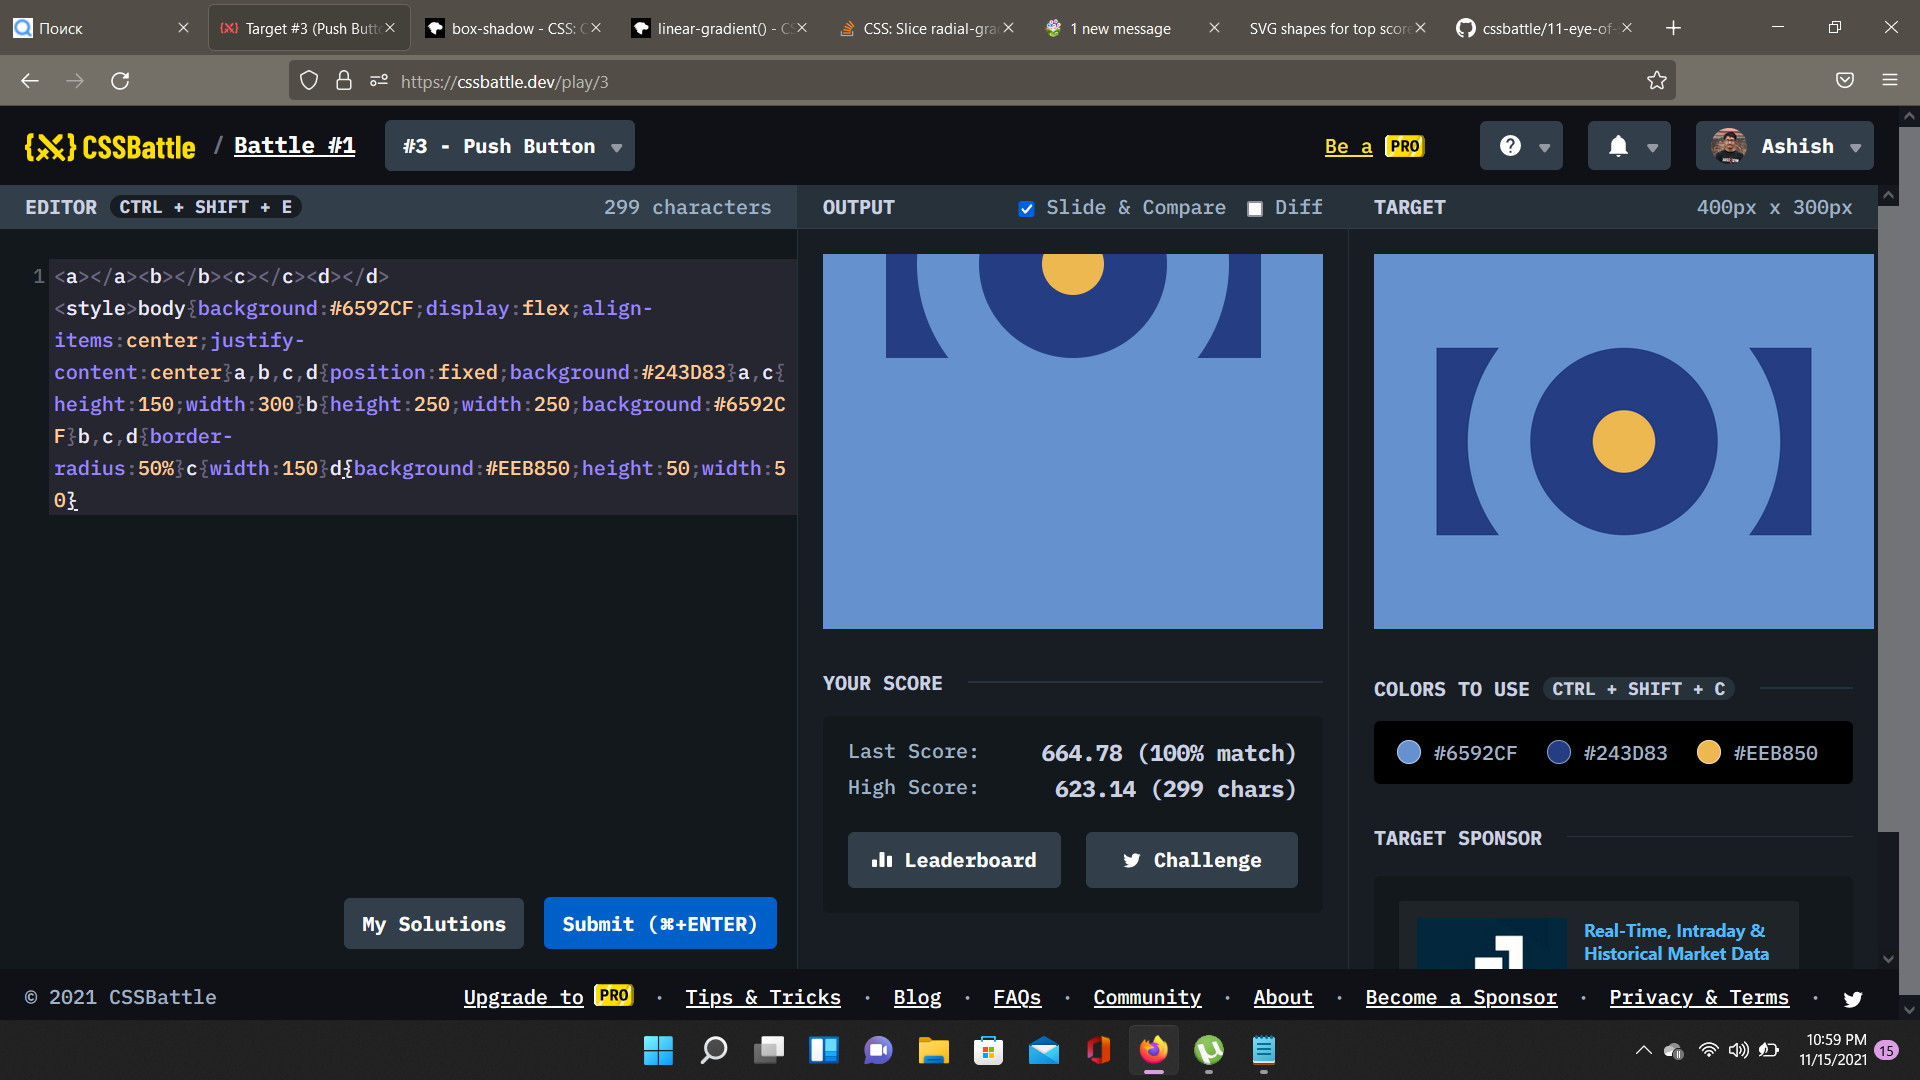 Поиск
Target #3 (Push Butt
box-shadow - CSS: C
linear-gradient() - CS
CSS: Slice radial-gra
1 new message
SVG shapes for top score
cssbattle/11-eye-of-
https://cssbattle.dev/play/3
{X} CSSBattle / Battle #1
#3 - Push Button
Be a PRO
?
Ashish
EDITOR CTRL + SHIFT + E
299 characters
OUTPUT
Slide & Compare
Diff
TARGET
400px x 300px
1
<a></a><b></b><c></c><d></d>
<style>body{background:#6592CF;display:flex;align-
items:center;justify-
content:center}a,b,c,d{position:fixed;background:#243D83}a,c{
height:150;width:300}b{height:250;width:250;background:#6592C
F}b,c,d{border-
radius:50%}c{width:150}d{background:#EEB850;height:50;width:5
0}
YOUR SCORE
Last Score: 664.78 (100% match)
High Score: 623.14 (299 chars)
Leaderboard
Challenge
COLORS TO USE CTRL + SHIFT + C
#6592CF
#243D83
#EEB850
TARGET SPONSOR
Real-Time, Intraday &
Historical Market Data
My Solutions
Submit (⌘+ENTER)
© 2021 CSSBattle
Upgrade to PRO · Tips & Tricks · Blog · FAQs · Community · About · Become a Sponsor · Privacy & Terms ·
10:59 PM
11/15/2021
15